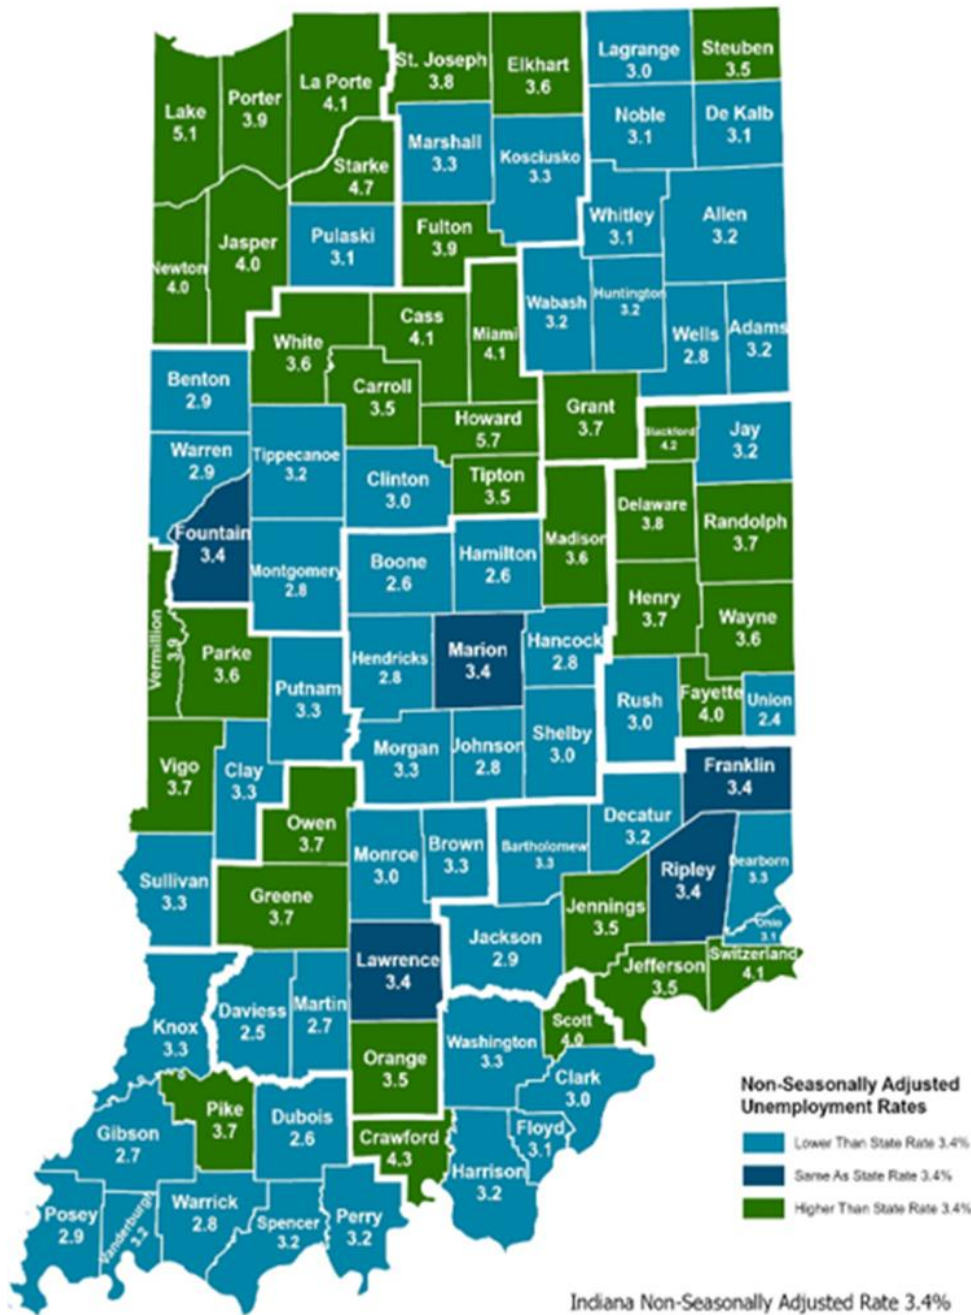 Lagrange
3.0
Steuben
3.5
St. Joseph
3.8
Elkhart
3.6
La Porte
4.1
Porter
3.9
Lake
5.1
Noble
3.1
De Kalb
3.1
Marshall
3.3
Kosciusko
3.3
Starke
4.7
Whitley
3.1
Allen
3.2
Fulton
3.9
Pulaski
3.1
Jasper
4.0
Newton
4.0
Wabash
3.2
Huntington
3.2
Wells
2.8
Adams
3.2
Cass
4.1
Miami
4.1
White
3.6
Carroll
3.5
Benton
2.9
Howard
5.7
Grant
3.7
Blackford
4.2
Jay
3.2
Warren
2.9
Tippecanoe
3.2
Clinton
3.0
Tipton
3.5
Delaware
3.8
Randolph
3.7
Fountain
3.4
Madison
3.6
Boone
2.6
Hamilton
2.6
Montgomery
2.8
Henry
3.7
Wayne
3.6
Vermillion
3.9
Parke
3.6
Hendricks
2.8
Marion
3.4
Hancock
2.8
Putnam
3.3
Rush
3.0
Fayette
4.0
Union
2.4
Morgan
3.3
Johnson
2.8
Shelby
3.0
Vigo
3.7
Clay
3.3
Franklin
3.4
Owen
3.7
Decatur
3.2
Monroe
3.0
Brown
3.3
Bartholomew
3.3
Ripley
3.4
Dearborn
3.3
Sullivan
3.3
Greene
3.7
Jennings
3.5
Ohio
3.1
Jackson
2.9
Lawrence
3.4
Jefferson
3.5
Switzerland
4.1
Knox
3.3
Daviess
2.5
Martin
2.7
Scott
4.0
Washington
3.3
Orange
3.5
Clark
3.0
Pike
3.7
Dubois
2.6
Gibson
2.7
Crawford
4.3
Floyd
3.1
Harrison
3.2
Posey
2.9
Vanderburgh
3.2
Warrick
2.8
Spencer
3.2
Perry
3.2
Non-Seasonally Adjusted
Unemployment Rates
Lower Than State Rate 3.4%
Same As State Rate 3.4%
Higher Than State Rate 3.4%
Indiana Non-Seasonally Adjusted Rate 3.4%